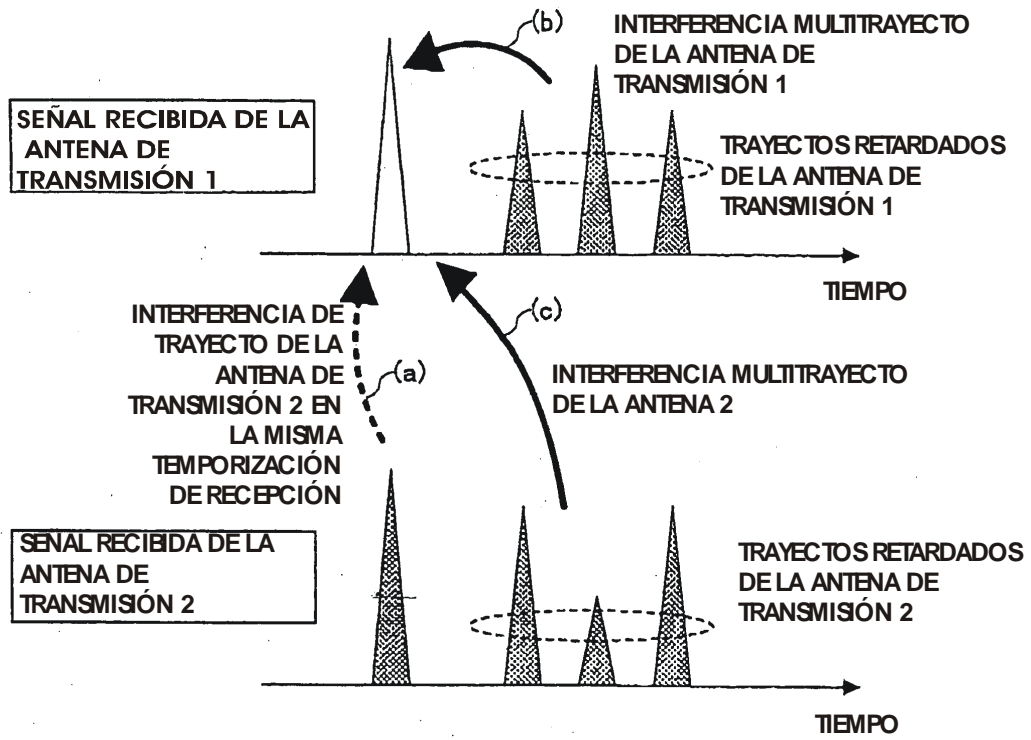 (b)
INTERFERENCIA MULTITRAYECTO
DE LA ANTENA DE
TRANSMISIÓN 1
SEÑAL RECIBIDA DE LA
ANTENA DE
TRANSMISIÓN 1
TRAYECTOS RETARDADOS
DE LA ANTENA DE
TRANSMISIÓN 1
TIEMPO
INTERFERENCIA DE
TRAYECTO DE LA
ANTENA DE
TRANSMISIÓN 2 EN
LA MISMA
TEMPORIZACIÓN
DE RECEPCIÓN
(a)
(c)
INTERFERENCIA MULTITRAYECTO
DE LA ANTENA 2
SEÑAL RECIBIDA DE LA
ANTENA DE
TRANSMISIÓN 2
TRAYECTOS RETARDADOS
DE LA ANTENA DE
TRANSMISIÓN 2
TIEMPO